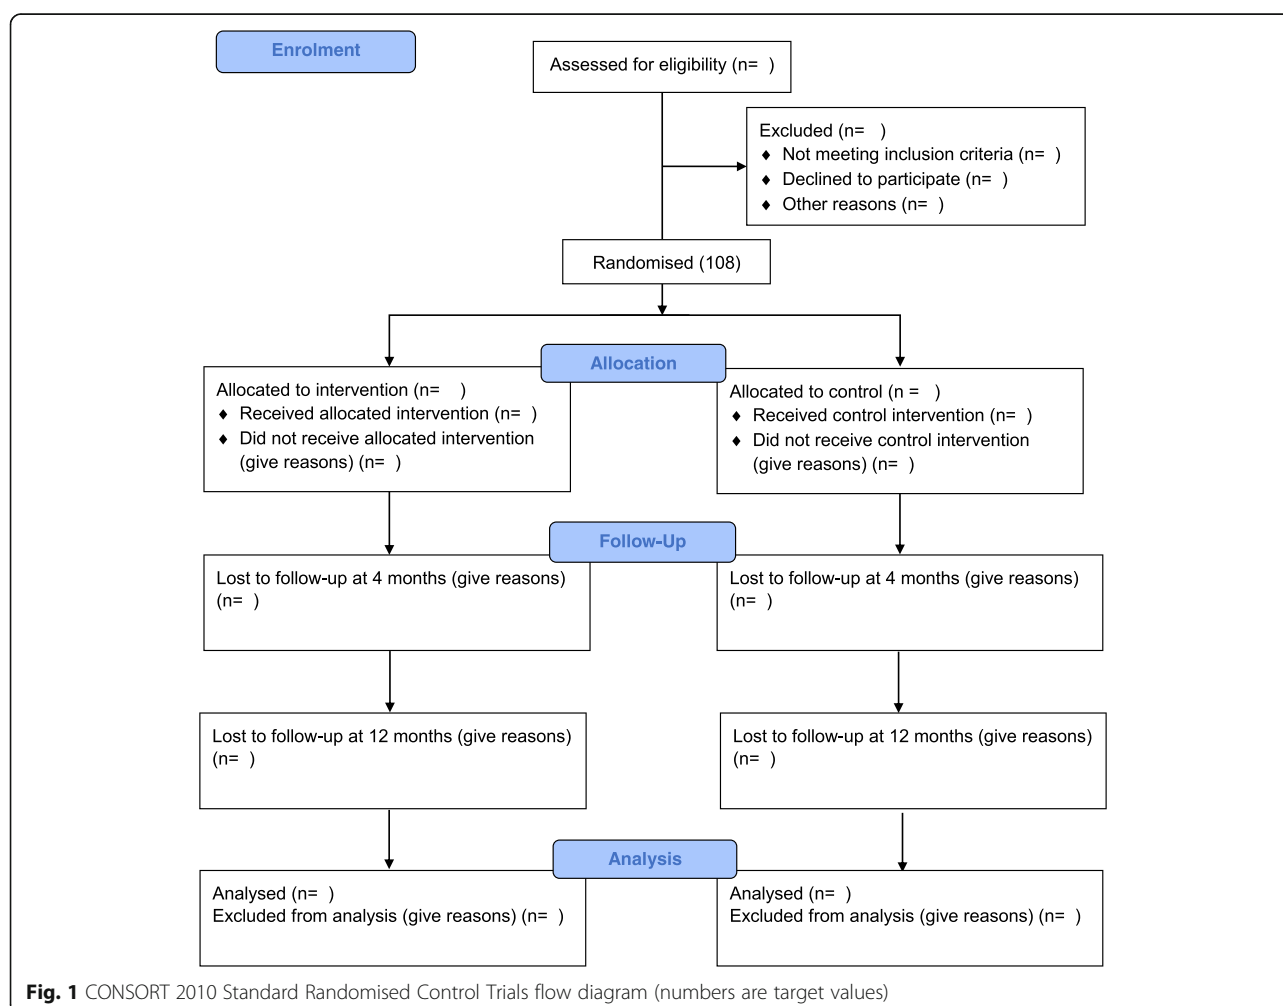 Enrolment
Assessed for eligibility (n=  )
Excluded (n=   )
♦ Not meeting inclusion criteria (n=  )
♦ Declined to participate (n=  )
♦ Other reasons (n=  )
Randomised (108)
Allocation
Allocated to intervention (n=    )
♦ Received allocated intervention (n=  )
♦ Did not receive allocated intervention
(give reasons) (n=  )
Allocated to control (n =   )
♦ Received control intervention (n=  )
♦ Did not receive control intervention
(give reasons) (n=  )
Follow-Up
Lost to follow-up at 4 months (give reasons)
(n=  )
Lost to follow-up at 4 months (give reasons)
(n=  )
Lost to follow-up at 12 months (give reasons)
(n=  )
Lost to follow-up at 12 months (give reasons)
(n=  )
Analysis
Analysed (n=  )
Excluded from analysis (give reasons) (n=  )
Analysed (n=  )
Excluded from analysis (give reasons) (n=  )
Fig. 1 CONSORT 2010 Standard Randomised Control Trials flow diagram (numbers are target values)